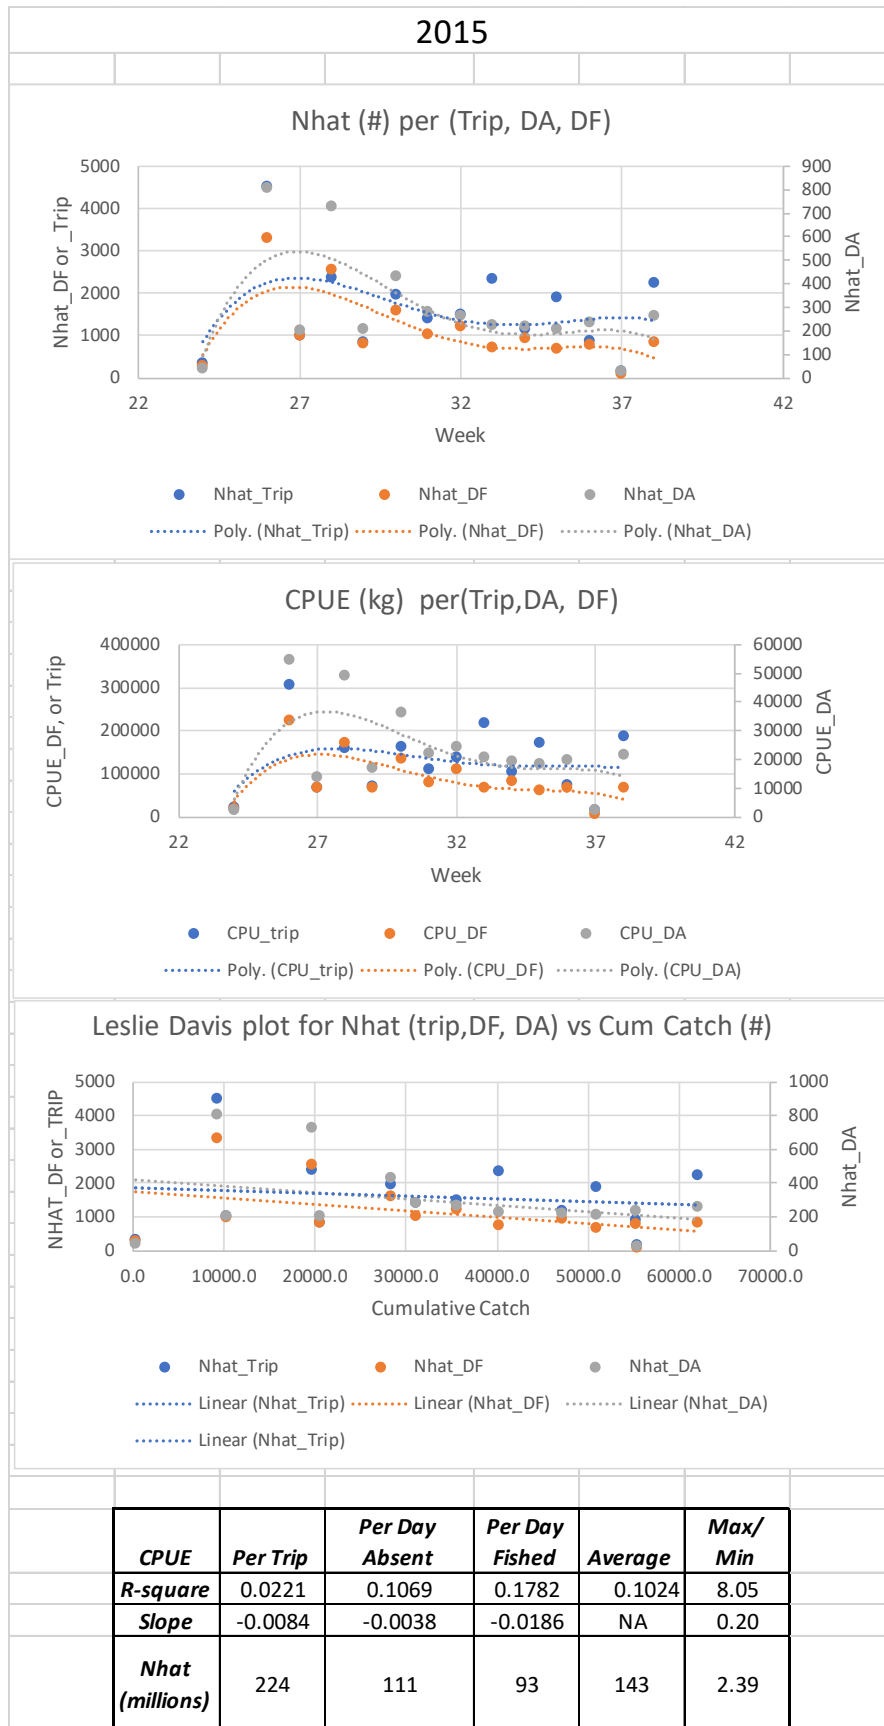 2015
Nhat (#) per (Trip, DA, DF)
5000
4000
3000
2000
1000
0
Nhat_DF or _Trip
900
800
700
600
500
400
300
200
100
0
Nhat_DA
22 27 32 37 42
Week
Nhat_Trip Nhat_DF Nhat_DA
Poly. (Nhat_Trip) Poly. (Nhat_DF) Poly. (Nhat_DA)
CPUE (kg) per(Trip,DA, DF)
400000
300000
200000
100000
0
CPUE_DF, or Trip
60000
50000
40000
30000
20000
10000
0
CPUE_DA
22 27 32 37 42
Week
CPU_trip CPU_DF CPU_DA
Poly. (CPU_trip) Poly. (CPU_DF) Poly. (CPU_DA)
Leslie Davis plot for Nhat (trip,DF, DA) vs Cum Catch (#)
5000
4000
3000
2000
1000
0
NHAT_DF or_TRIP
1000
800
600
400
200
0
Nhat_DA
0.0 10000.0 20000.0 30000.0 40000.0 50000.0 60000.0 70000.0
Cumulative Catch
Nhat_Trip Nhat_DF Nhat_DA
Linear (Nhat_Trip) Linear (Nhat_DF) Linear (Nhat_DA)
Linear (Nhat_Trip)
CPUE Per Trip Per Day Absent Per Day Fished Average Max/ Min
R-square 0.0221 0.1069 0.1782 0.1024 8.05
Slope -0.0084 -0.0038 -0.0186 NA 0.20
Nhat (millions) 224 111 93 143 2.39